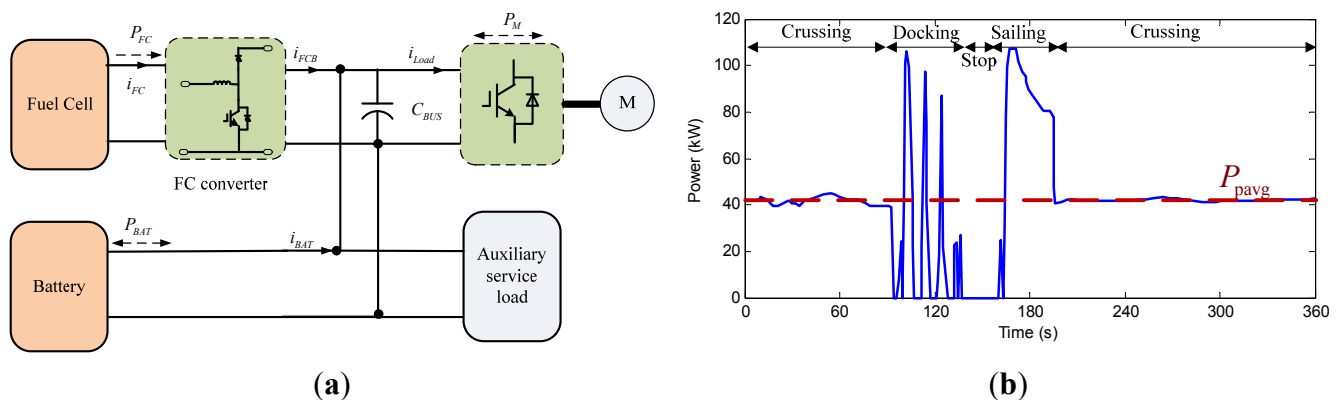 P_FC
i_FC
Fuel Cell
FC converter
i_FCB
i_Load
C_BUS
P_M
M
P_BAT
i_BAT
Battery
Auxiliary
service
load
(a)
(b)
Crussing
Docking
Stop
Sailing
Crussing
Power (kW)
120
100
80
60
40
20
0
P_pavg
0 60 120 180 240 300 360
Time (s)